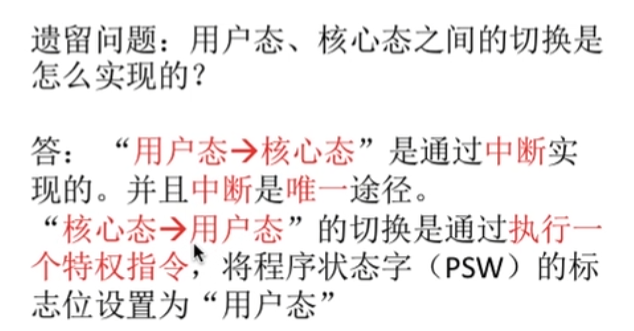 遗留问题：用户态、核心态之间的切换是
怎么实现的？
答：“用户态→核心态”是通过中断实
现的。并且中断是唯一途径。
“核心态→用户态”的切换是通过执行一
个特权指令，将程序状态字（PSW）的标
志位设置为“用户态”